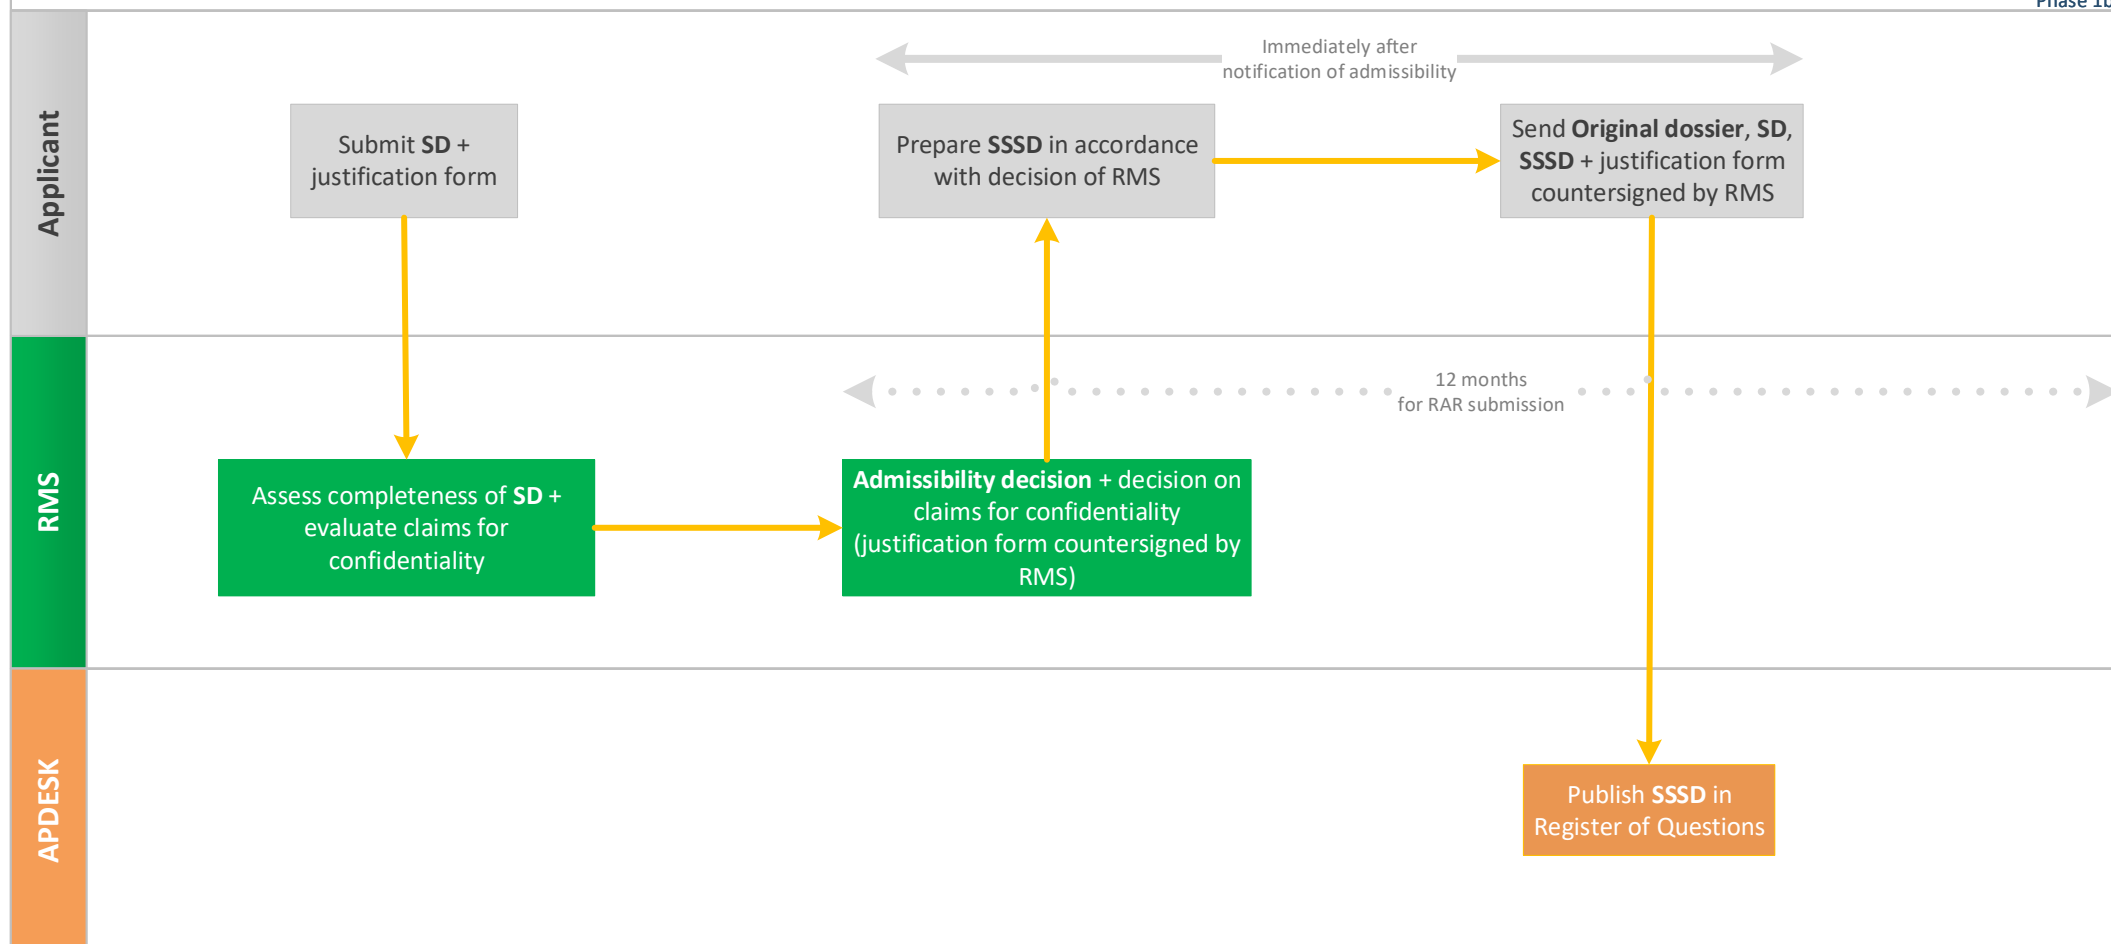 Phase 1b
Applicant
Immediately after
notification of admissibility
Submit SD +
justification form
Prepare SSSD in accordance
with decision of RMS
Send Original dossier, SD,
SSSD + justification form
countersigned by RMS
RMS
12 months
for RAR submission
Assess completeness of SD +
evaluate claims for
confidentiality
Admissibility decision + decision on
claims for confidentiality
(justification form countersigned by
RMS)
APDESK
Publish SSSD in
Register of Questions